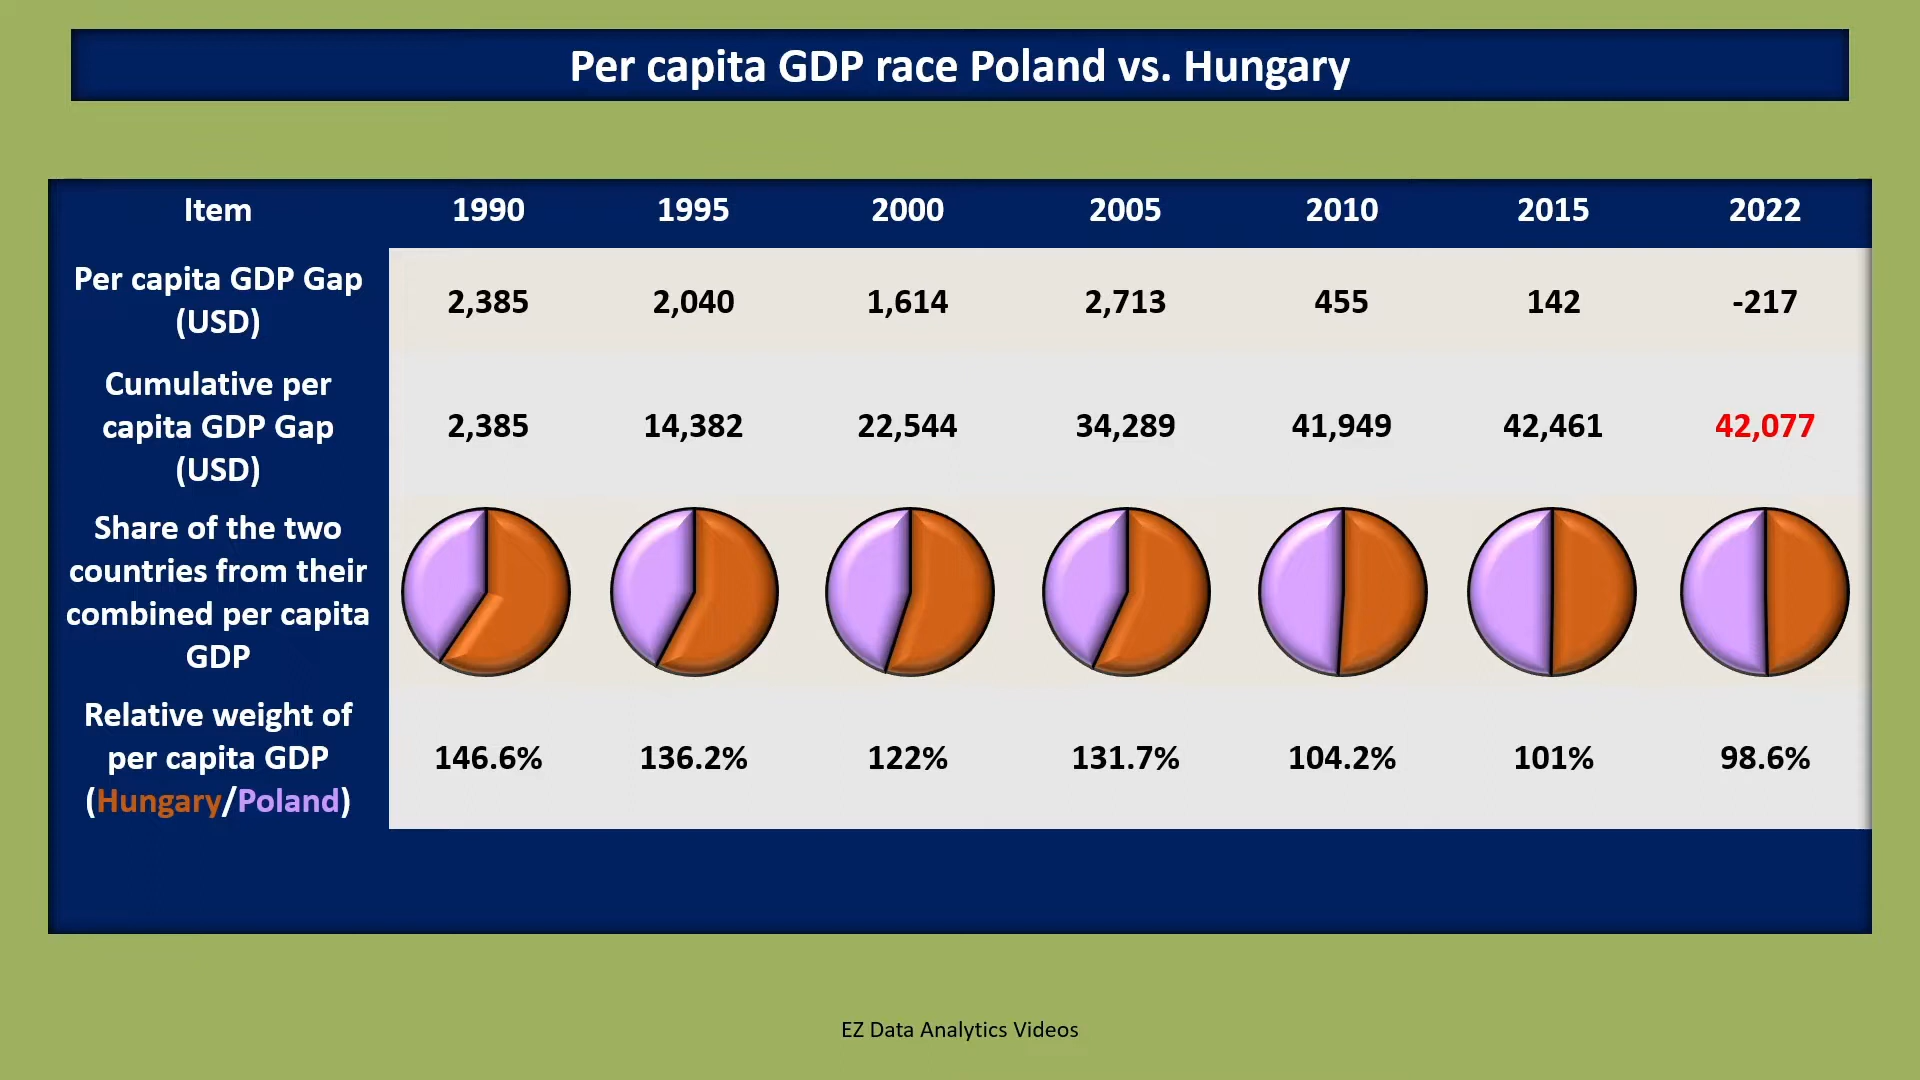 Per capita GDP race Poland vs. Hungary
Item 1990 1995 2000 2005 2010 2015 2022
Per capita GDP Gap
(USD)
2,385 2,040 1,614 2,713 455 142 -217
Cumulative per
capita GDP Gap
(USD)
2,385 14,382 22,544 34,289 41,949 42,461 42,077
Share of the two
countries from their
combined per capita
GDP
Relative weight of
per capita GDP
(Hungary/Poland)
146.6% 136.2% 122% 131.7% 104.2% 101% 98.6%
EZ Data Analytics Videos